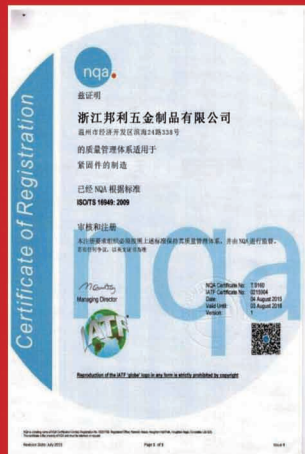 nqa.
Certificate of Registration
兹证明
浙江邦利五金制品有限公司
温州市经济开发区滨海24路338号
的质量管理体系适用于
紧固件的制造
已经 NQA 根据标准
ISO/TS 16949: 2009
审核和注册
Managing Director
NQA Certificate No:
IATF Certificate No:
Date: 04 August 2015
Valid Until: 03 August 2018
Version: 1
IATF
nqa
Reproduction of the IATF 'globe' logo in any form is strictly prohibited by copyright
Page 1 of 1